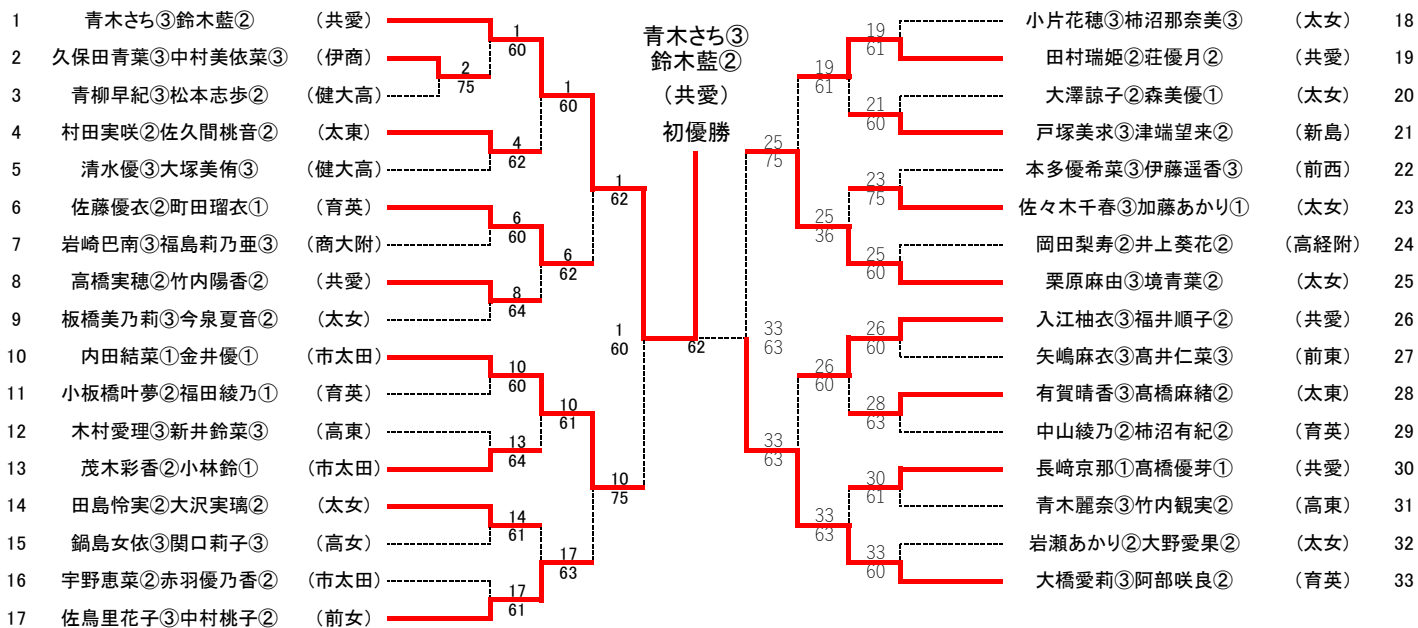 1 青木さち③鈴木藍② (共愛)
2 久保田青葉③中村美依菜③ (伊商)
3 青柳早紀③松本志歩② (健大高)
4 村田実咲②佐久間桃音② (太東)
5 清水優③大塚美侑③ (健大高)
6 佐藤優衣②町田瑠衣① (育英)
7 岩崎巴南③福島莉乃亜③ (商大附)
8 高橋実穂②竹内陽香② (共愛)
9 板橋美乃莉③今泉夏音② (太女)
10 内田結菜①金井優① (市太田)
11 小板橋叶夢②福田綾乃① (育英)
12 木村愛理③新井鈴菜③ (高東)
13 茂木彩香②小林鈴① (市太田)
14 田島怜実②大沢実璃② (太女)
15 鍋島女依③関口莉子③ (高女)
16 宇野恵菜②赤羽優乃香② (市太田)
17 佐鳥里花子③中村桃子② (前女)
2
75
1
60
4
62
6
60
8
64
10
60
13
64
14
61
17
61
1
60
6
62
10
61
17
63
1
62
10
75
1
60
青木さち③
鈴木藍②
(共愛)
初優勝
62
33
63
25
75
33
63
19
61
25
36
26
60
33
63
19
61
21
60
23
75
25
60
26
60
28
63
30
61
33
60
小片花穂③柿沼那奈美③ (太女) 18
田村瑞姫②荘優月② (共愛) 19
大澤諒子②森美優① (太女) 20
戸塚美求③津端望来② (新島) 21
本多優希菜③伊藤遥香③ (前西) 22
佐々木千春③加藤あかり① (太女) 23
岡田梨寿②井上葵花② (高経附) 24
栗原麻由③境青葉② (太女) 25
入江柚衣③福井順子② (共愛) 26
矢嶋麻衣③髙井仁菜③ (前東) 27
有賀晴香③髙橋麻緒② (太東) 28
中山綾乃②柿沼有紀② (育英) 29
長﨑京那①髙橋優芽① (共愛) 30
青木麗奈③竹内観実② (高東) 31
岩瀬あかり②大野愛果② (太女) 32
大橋愛莉③阿部咲良② (育英) 33